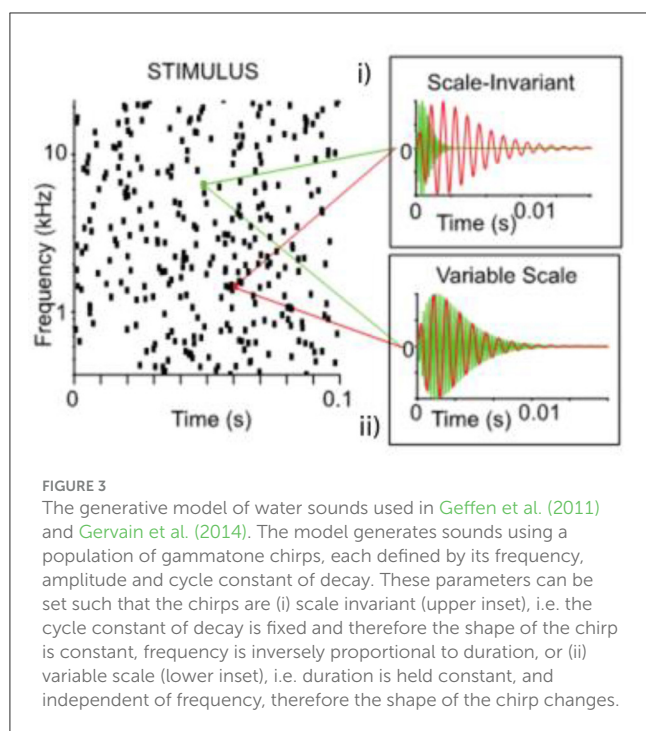 STIMULUS
i)
Scale-Invariant
10
1
Frequency (kHz)
0
0.1
Time (s)
0
0
0.01
Time (s)
Variable Scale
0
0
0.01
Time (s)
ii)
FIGURE 3
The generative model of water sounds used in Geffen et al. (2011)
and Gervain et al. (2014). The model generates sounds using a
population of gammatone chirps, each defined by its frequency,
amplitude and cycle constant of decay. These parameters can be
set such that the chirps are (i) scale invariant (upper inset), i.e. the
cycle constant of decay is fixed and therefore the shape of the chirp
is constant, frequency is inversely proportional to duration, or (ii)
variable scale (lower inset), i.e. duration is held constant, and
independent of frequency, therefore the shape of the chirp changes.